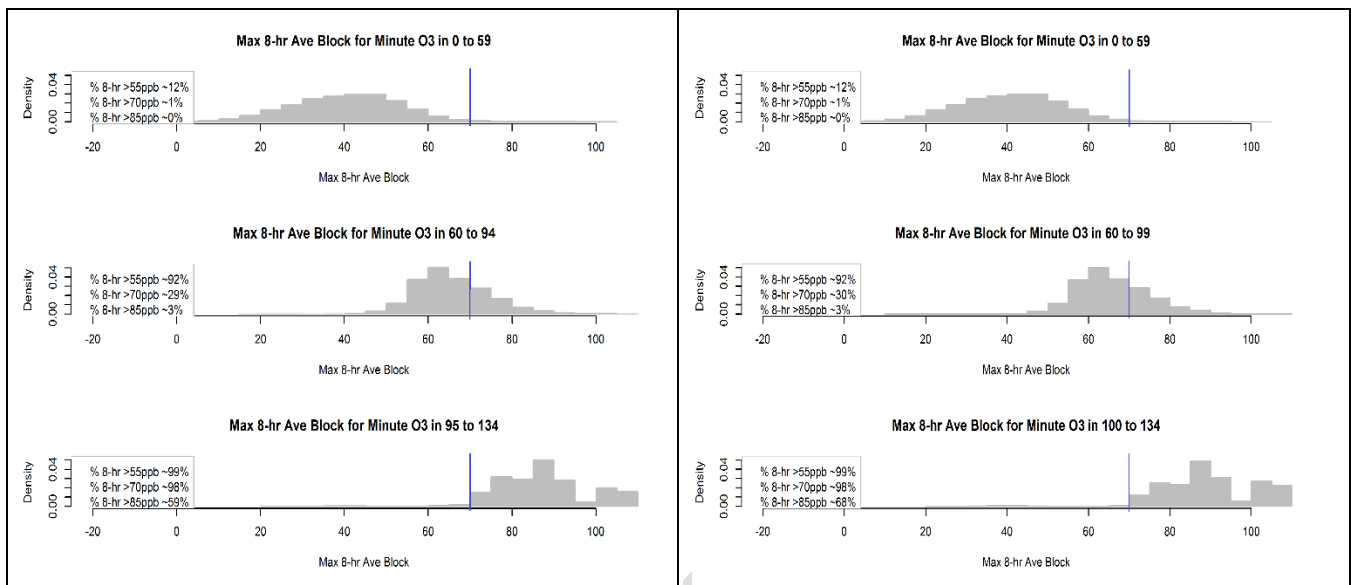 Max 8-hr Ave Block for Minute O3 in 0 to 59
Density
0.00 0.04
% 8-hr >55ppb ~12%
% 8-hr >70ppb ~1%
% 8-hr >85ppb ~0%
-20 0 20 40 60 80 100
Max 8-hr Ave Block
Max 8-hr Ave Block for Minute O3 in 60 to 94
Density
0.00 0.04
% 8-hr >55ppb ~92%
% 8-hr >70ppb ~29%
% 8-hr >85ppb ~3%
-20 0 20 40 60 80 100
Max 8-hr Ave Block
Max 8-hr Ave Block for Minute O3 in 95 to 134
Density
0.00 0.04
% 8-hr >55ppb ~99%
% 8-hr >70ppb ~98%
% 8-hr >85ppb ~59%
-20 0 20 40 60 80 100
Max 8-hr Ave Block
Max 8-hr Ave Block for Minute O3 in 0 to 59
Density
0.00 0.04
% 8-hr >55ppb ~12%
% 8-hr >70ppb ~1%
% 8-hr >85ppb ~0%
-20 0 20 40 60 80 100
Max 8-hr Ave Block
Max 8-hr Ave Block for Minute O3 in 60 to 99
Density
0.00 0.04
% 8-hr >55ppb ~92%
% 8-hr >70ppb ~30%
% 8-hr >85ppb ~3%
-20 0 20 40 60 80 100
Max 8-hr Ave Block
Max 8-hr Ave Block for Minute O3 in 100 to 134
Density
0.00 0.04
% 8-hr >55ppb ~99%
% 8-hr >70ppb ~98%
% 8-hr >85ppb ~68%
-20 0 20 40 60 80 100
Max 8-hr Ave Block